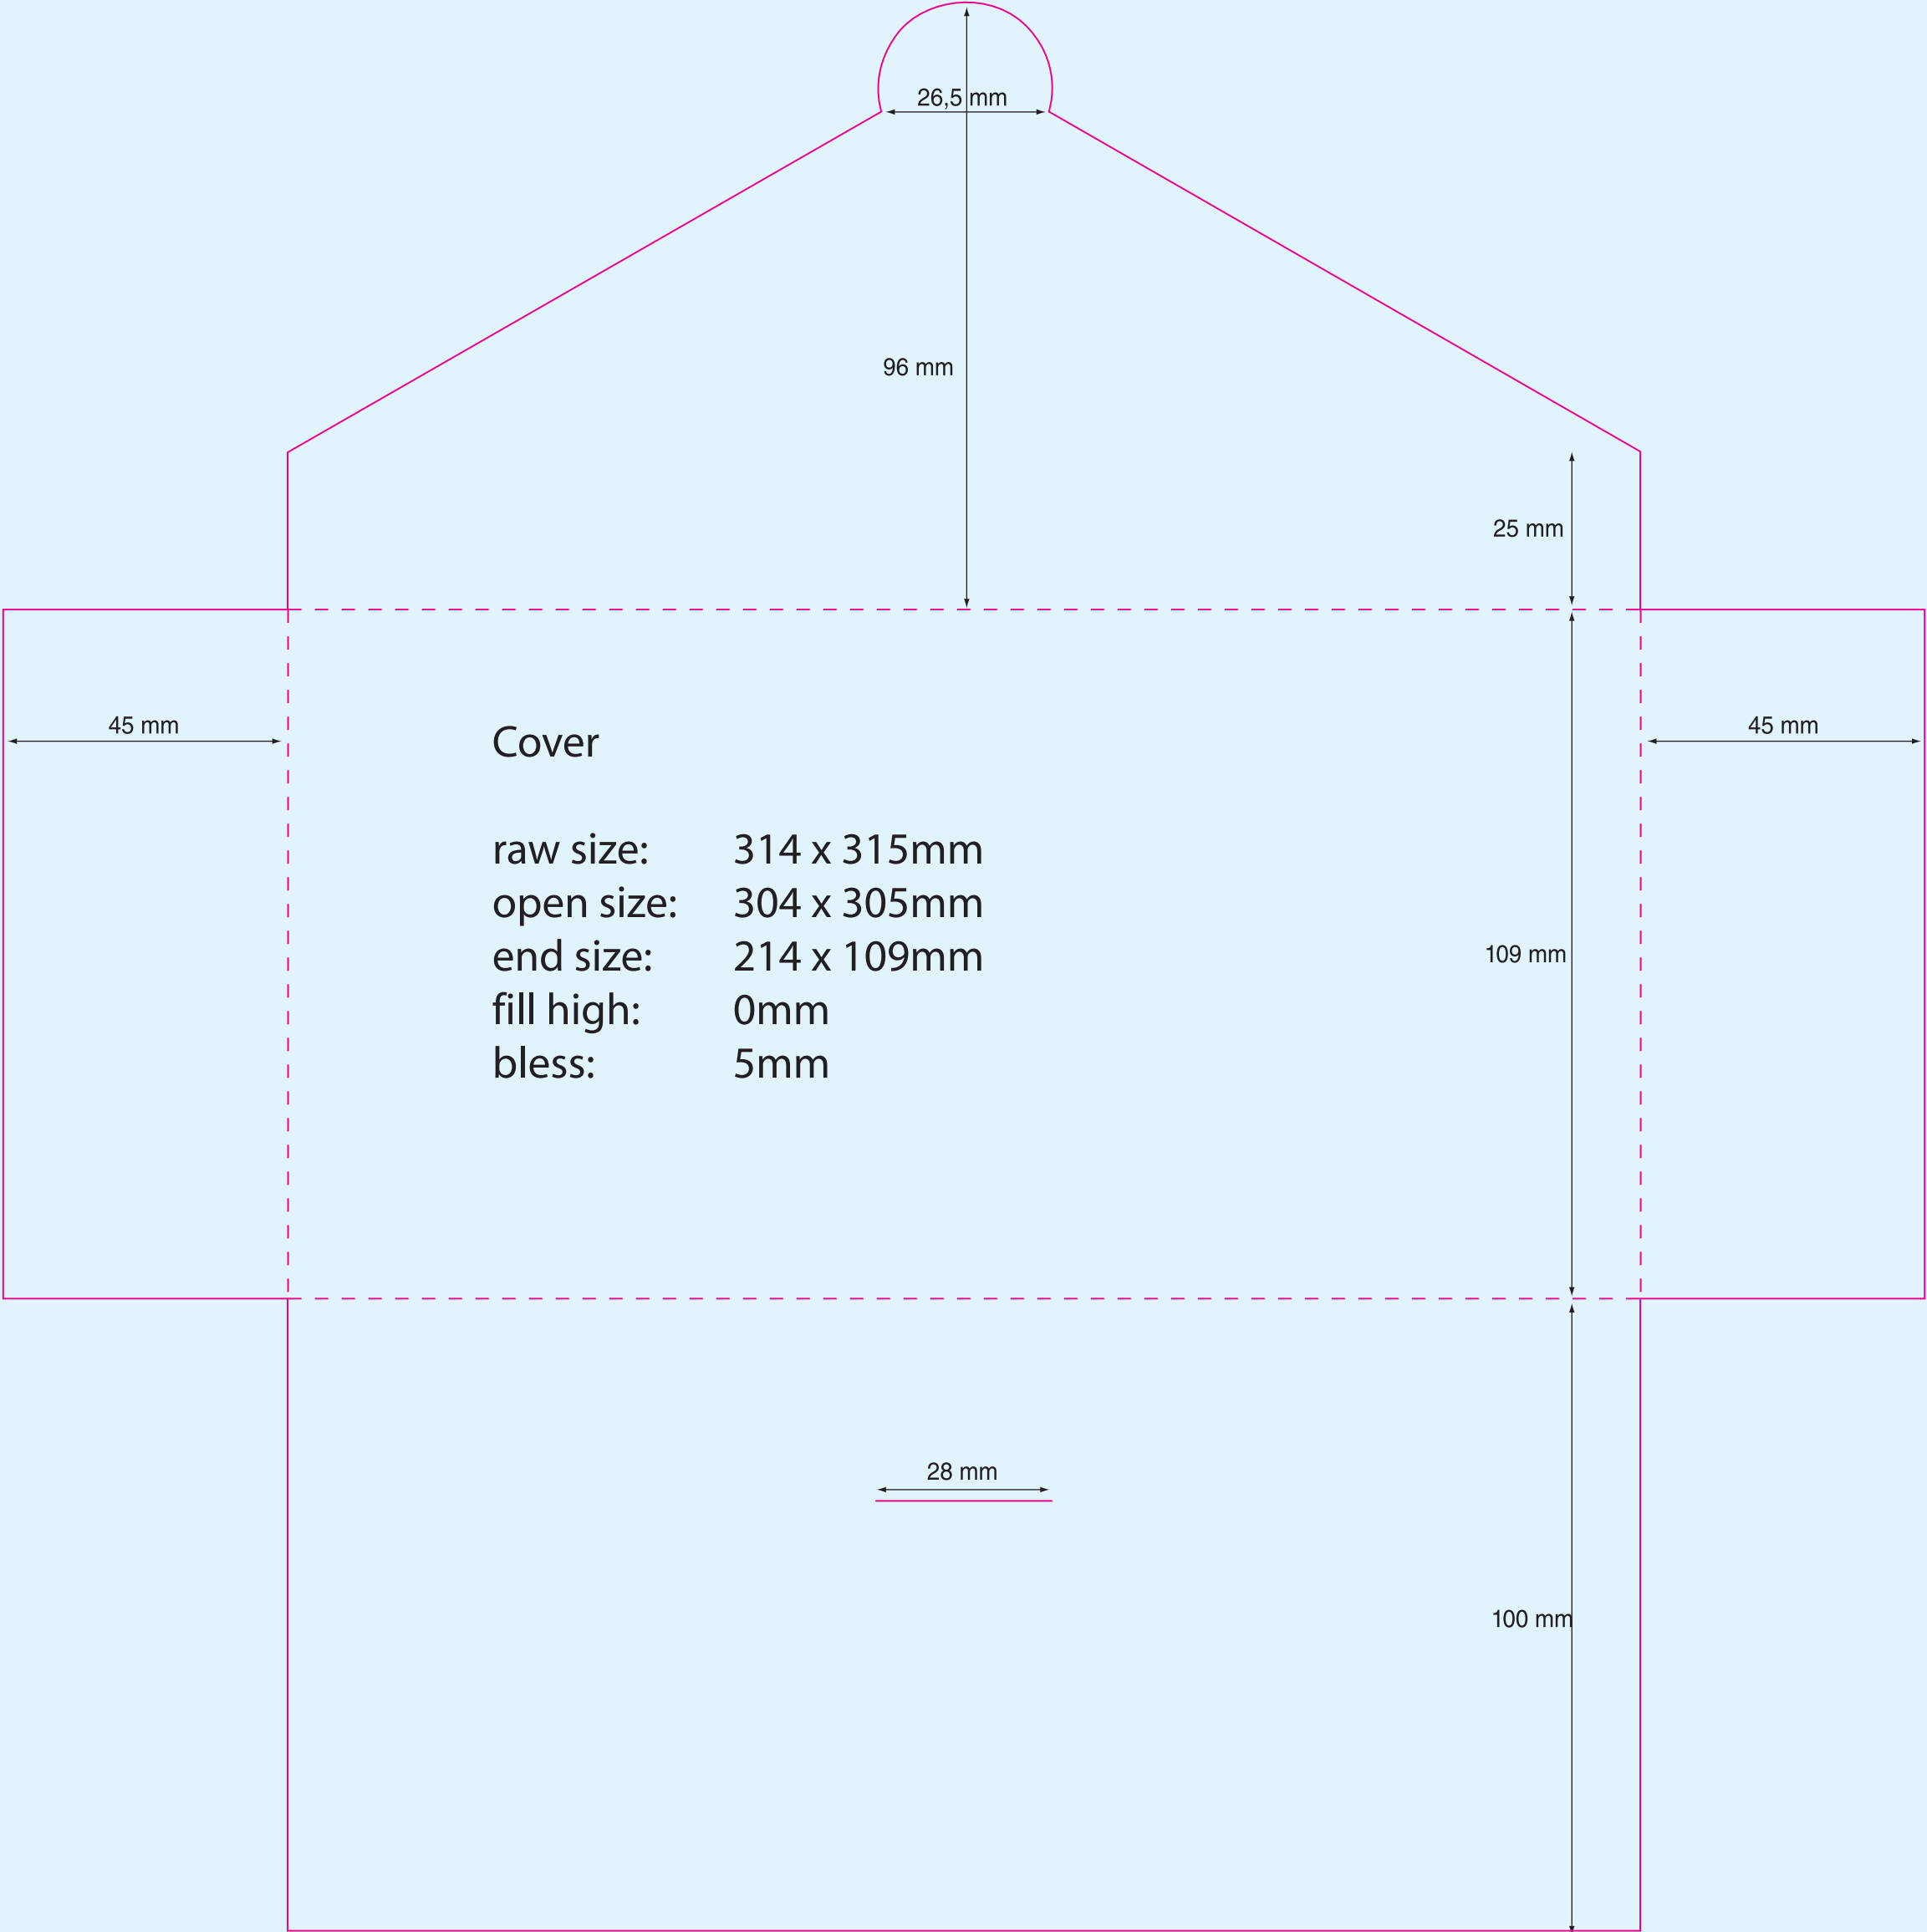 26,5 mm
96 mm
25 mm
45 mm
45 mm
Cover
raw size: 314 x 315mm
open size: 304 x 305mm
end size: 214 x 109mm
109 mm
fill high: 0mm
bless: 5mm
28 mm
100 mm